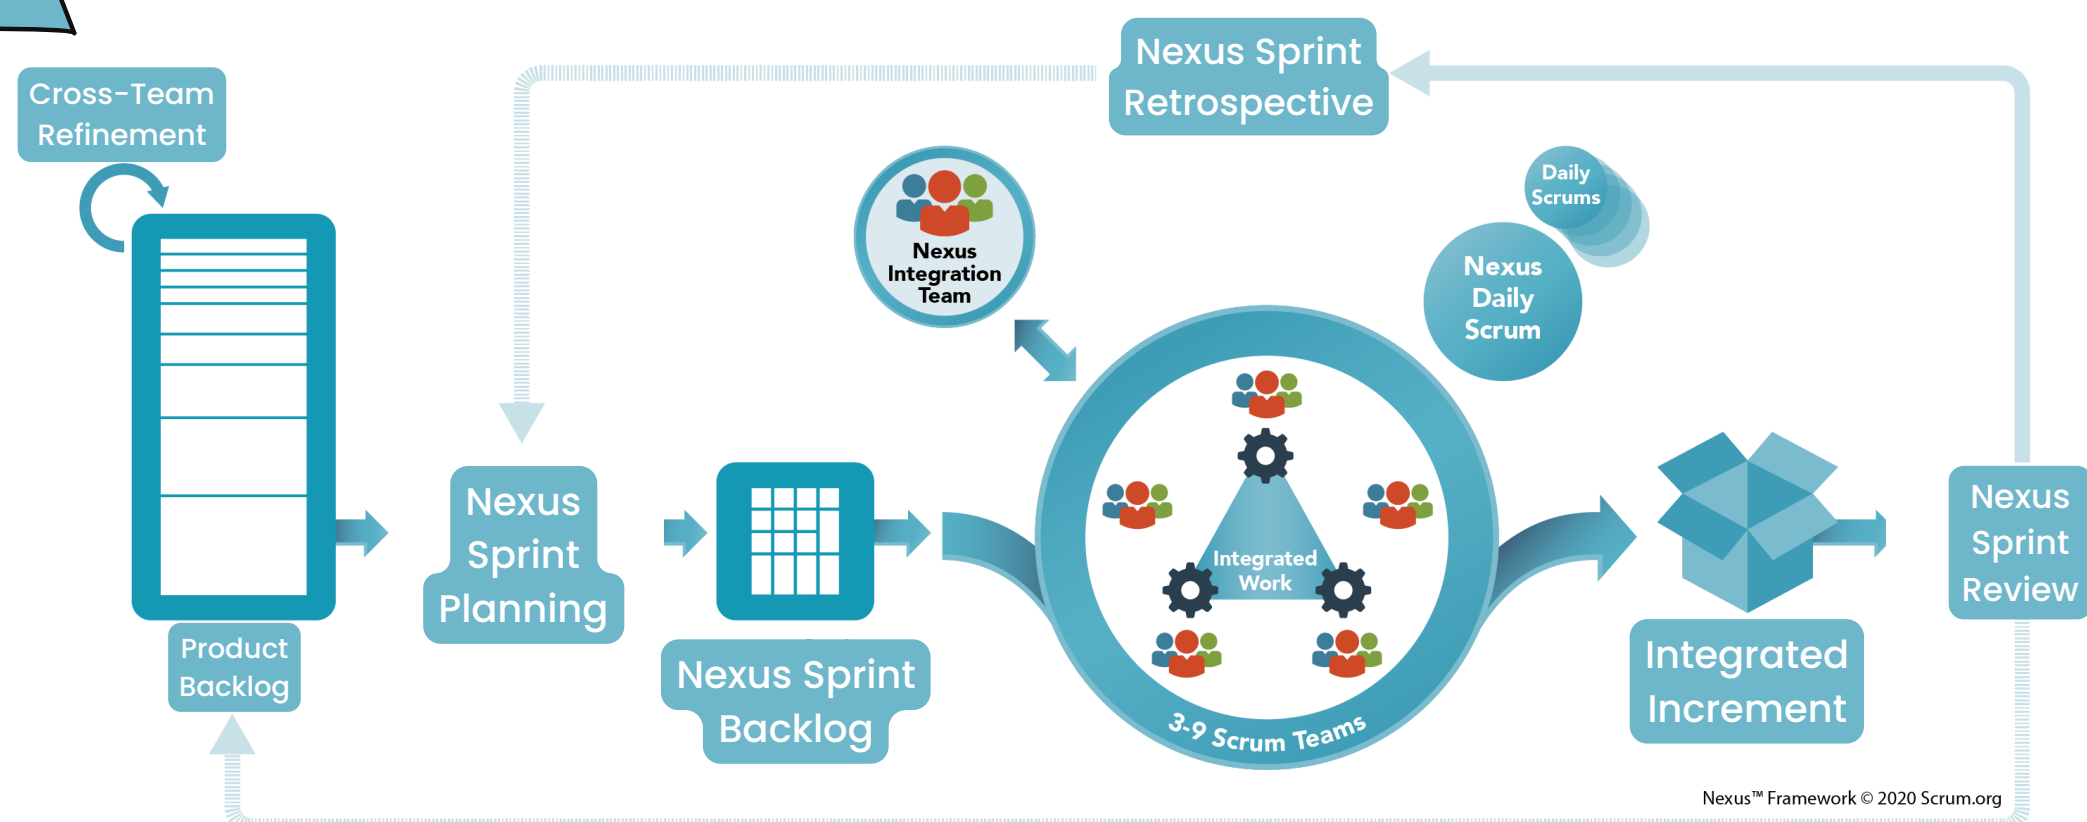 Nexus Sprint
Retrospective
Cross-Team
Refinement
Daily
Scrums
Nexus
Integration
Team
Nexus
Daily
Scrum
Nexus
Sprint
Planning
Integrated
Work
Nexus
Sprint
Review
Product
Backlog
Nexus Sprint
Backlog
3-9 Scrum Teams
Integrated
Increment
Nexus™ Framework © 2020 Scrum.org